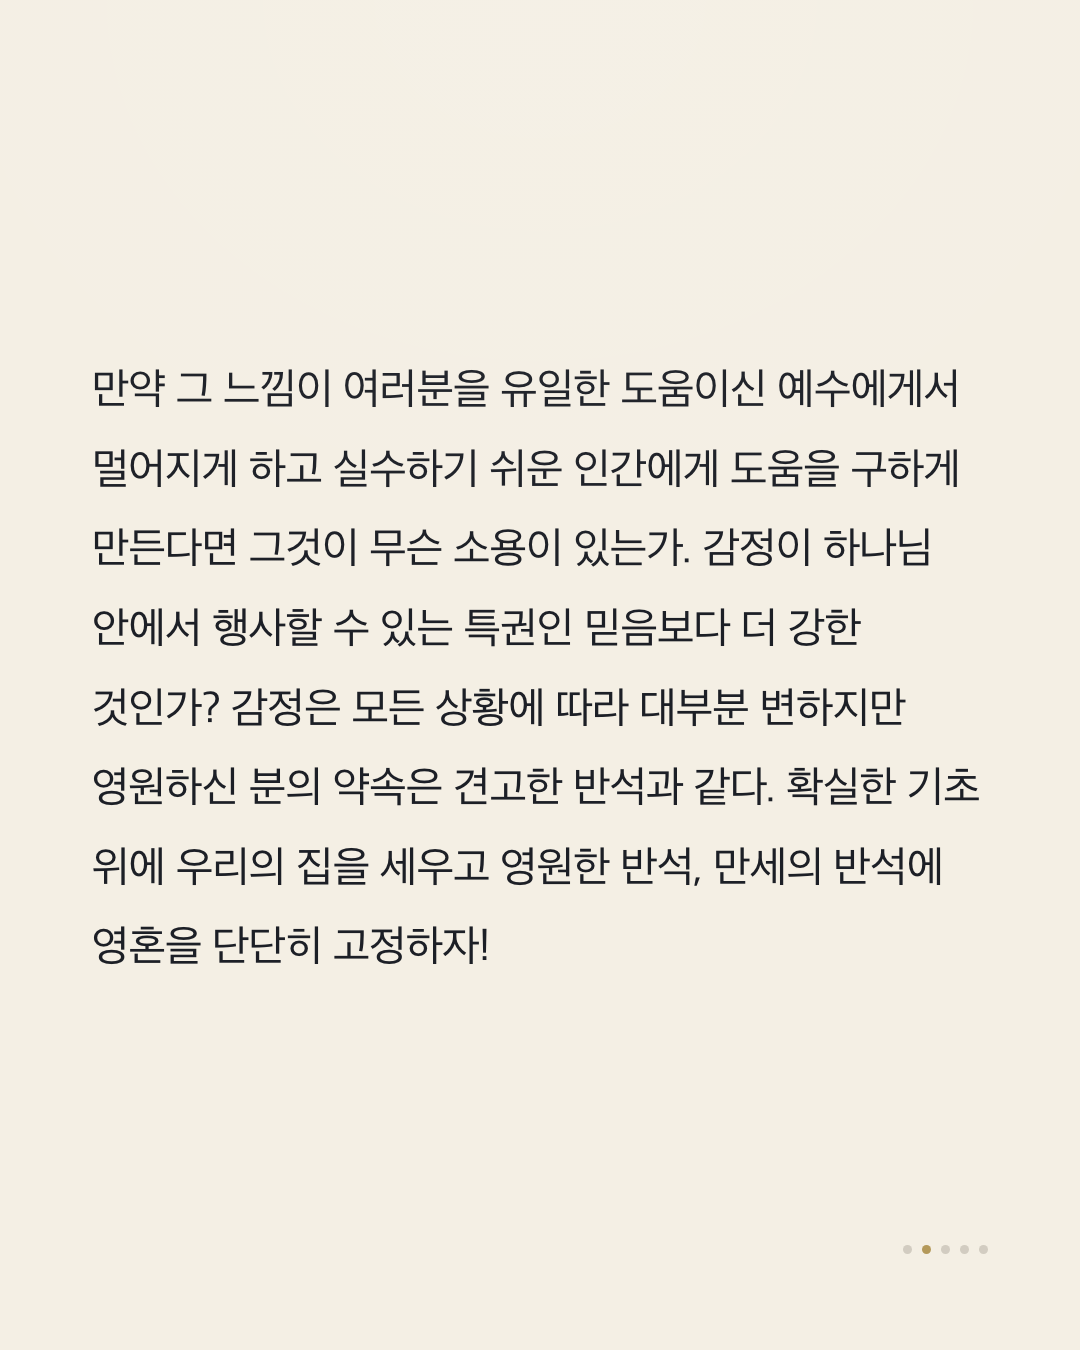 만약 그 느낌이 여러분을 유일한 도움이신 예수에게서
멀어지게 하고 실수하기 쉬운 인간에게 도움을 구하게
만든다면 그것이 무슨 소용이 있는가. 감정이 하나님
안에서 행사할 수 있는 특권인 믿음보다 더 강한
것인가? 감정은 모든 상황에 따라 대부분 변하지만
영원하신 분의 약속은 견고한 반석과 같다. 확실한 기초
위에 우리의 집을 세우고 영원한 반석, 만세의 반석에
영혼을 단단히 고정하자!